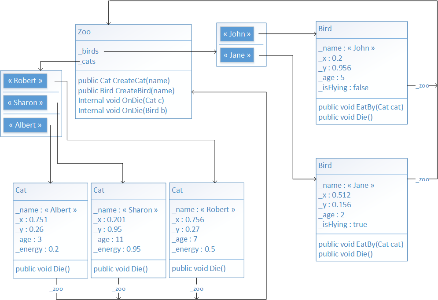 Zoo
_birds
cats
public Cat CreateCat(name)
public Bird CreateBird(name)
Internal void OnDie(Cat c)
Internal void OnDie(Bird b)
« John »
« Jane »
Bird
_name : « John »
_x : 0.2
_y : 0.956
_age : 5
_isFlying : false
public void EatBy(Cat cat)
public void Die()
_zoo
« Robert »
« Sharon »
« Albert »
Bird
_name : « Jane »
_x : 0.512
_y : 0.156
_age : 2
_isFlying : true
public void EatBy(Cat cat)
public void Die()
_zoo
Cat
_name : « Albert »
_x : 0.751
_y : 0.26
_age : 3
_energy : 0.2
public void Die()
_zoo
Cat
_name : « Sharon »
_x : 0.201
_y : 0.95
_age : 11
_energy : 0.95
public void Die()
_zoo
Cat
_name : « Robert »
_x : 0.756
_y : 0.27
_age : 7
_energy : 0.5
public void Die()
_zoo